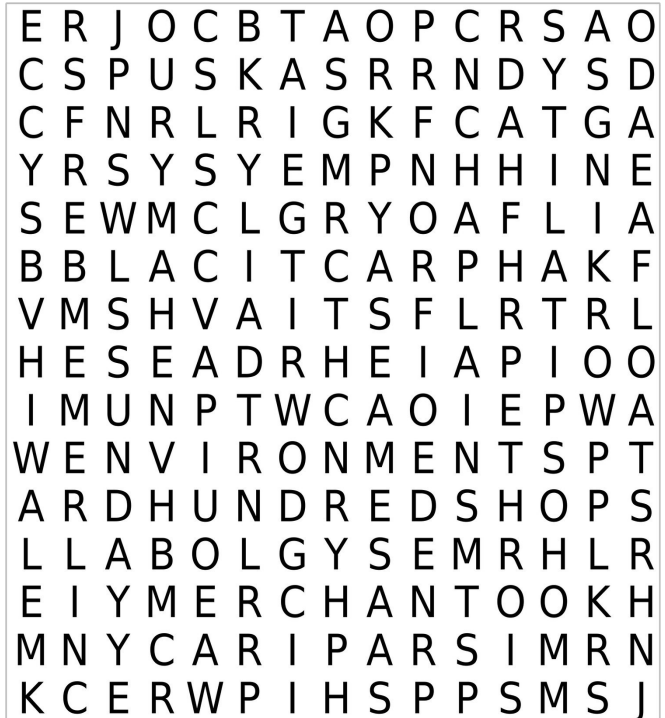 E R J O C B T A O P C R S A O
C S P U S K A S R R N D Y S D
C F N R L R I G K F C A T G A
Y R S Y S Y E M P N H H I N E
S E W M C L G R Y O A F L I A
B B L A C I T C A R P H A K F
V M S H V A I T S F L R T R L
H E S E A D R H E I A P I O O
I M U N P T W C A O I E P W A
W E N V I R O N M E N T S P T
A R D H U N D R E D S H O P S
L L A B O L G Y S E M R H L R
E I Y M E R C H A N T O O K H
M N Y C A R I P A R S I M R N
K C E R W P I H S P P S M S J